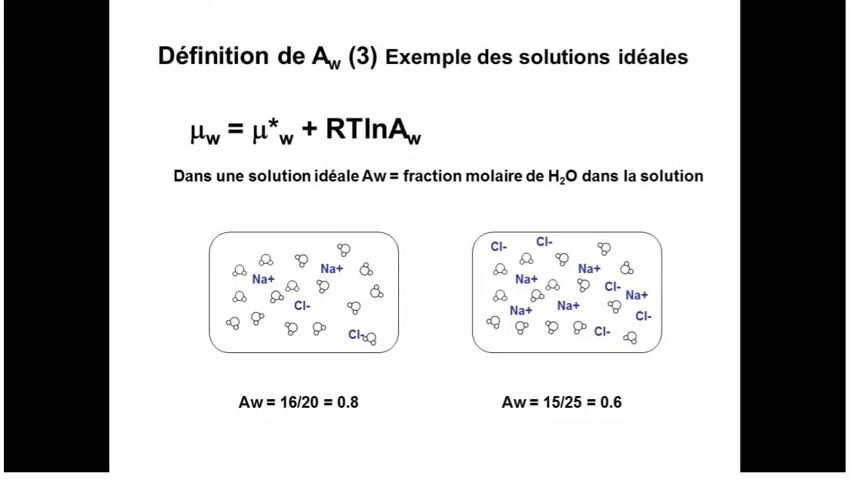 Définition de Aw (3) Exemple des solutions idéales
μw = μ*w + RTlnAw
Dans une solution idéale Aw = fraction molaire de H2O dans la solution
Na+
Na+
Cl-
Cl-
Cl-
Cl-
Na+
Na+
Cl-
Na+
Na+
Na+
Cl-
Cl-
Aw = 16/20 = 0.8
Aw = 15/25 = 0.6